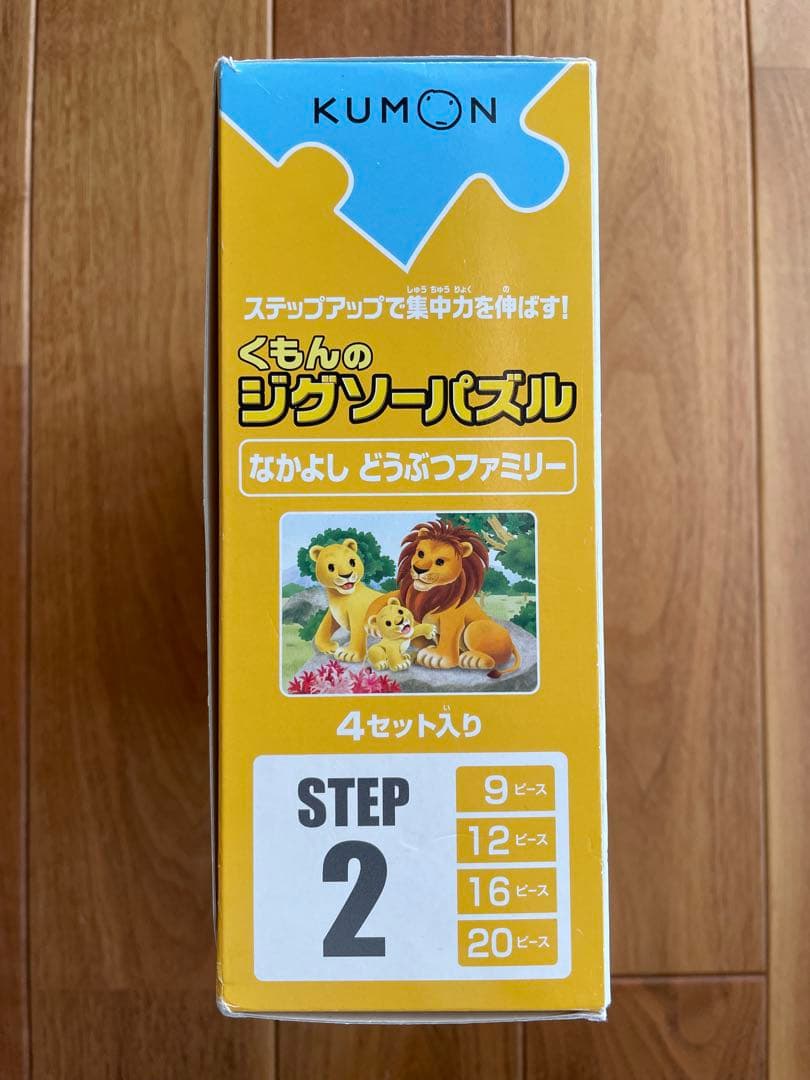 KUMON
ステップアップで集中力を伸ばす!
しゅう ちゅう りょく の
くもんの
ジグソーパズル
なかよし どうぶつファミリー
4セット入り
い
STEP
2
9ピース
12ピース
16ピース
20ピース